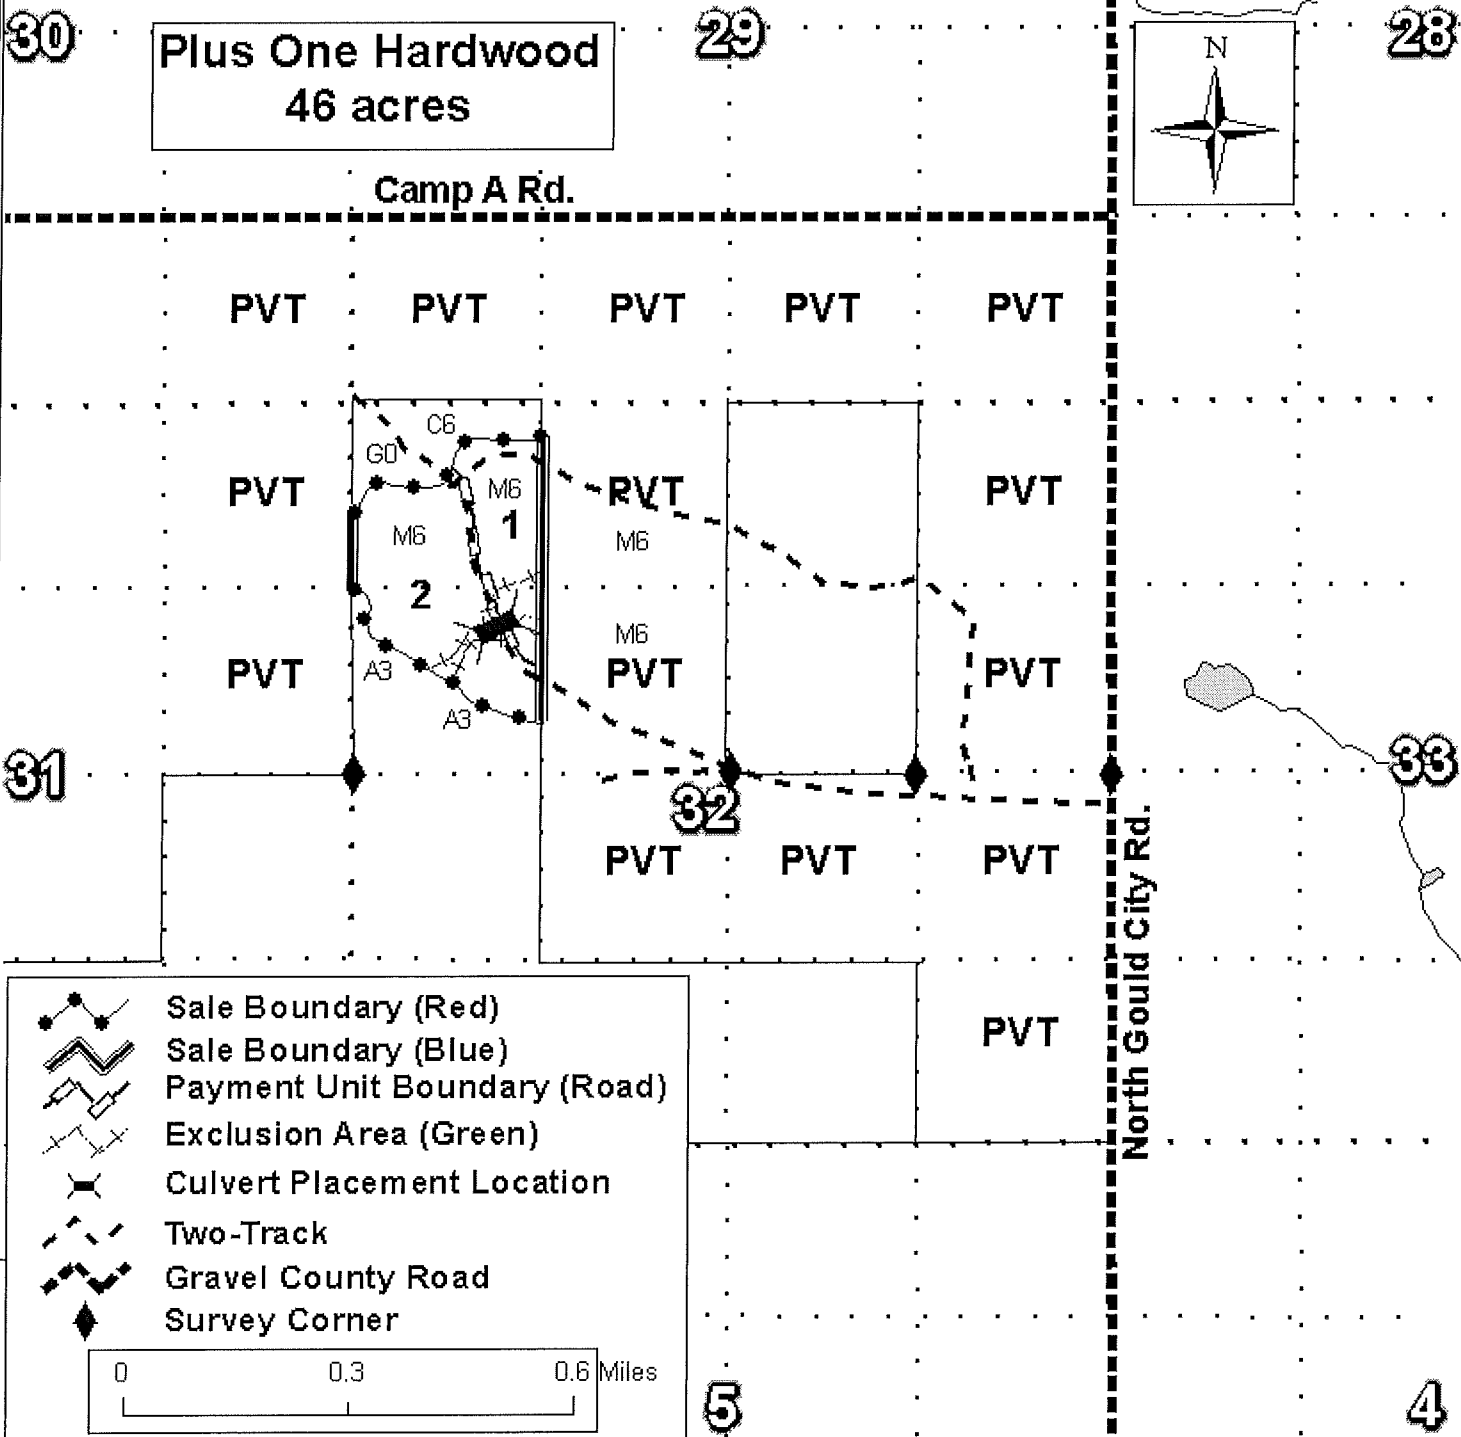 30
29
28
Plus One Hardwood
46 acres
N
Camp A Rd.
PVT PVT PVT PVT PVT
C6
G0
PVT M6 PVT PVT
1
M6 M6
2
M6
PVT A3 PVT PVT
A3
31
33
32
PVT PVT PVT
North Gould City Rd.
PVT
Sale Boundary (Red)
Sale Boundary (Blue)
Payment Unit Boundary (Road)
Exclusion Area (Green)
Culvert Placement Location
Two-Track
Gravel County Road
Survey Corner
0 0.3 0.6 Miles
5
4